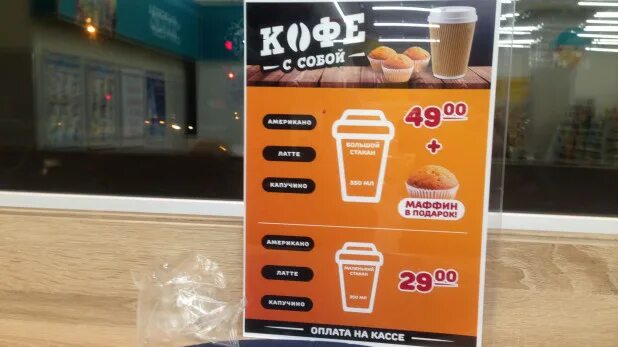 КОФЕ
С СОБОЙ
АМЕРИКАНО
ЛАТТЕ
КАПУЧИНО
БОЛЬШОЙ
СТАКАН
350 МЛ
49 00
+
МАФФИН
В ПОДАРОК!
АМЕРИКАНО
ЛАТТЕ
КАПУЧИНО
МАЛЕНЬКИЙ
СТАКАН
МЛ
29 00
ОПЛАТА НА КАССЕ